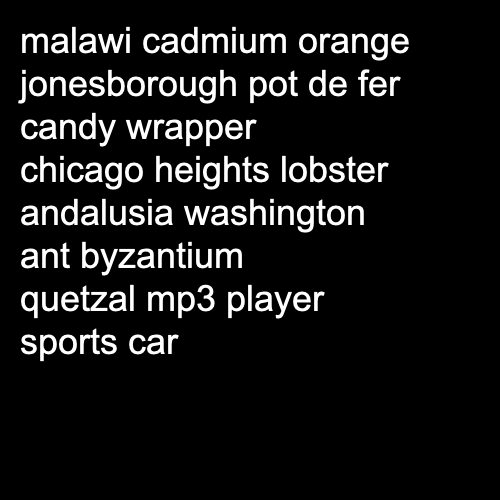 malawi cadmium orange
jonesborough pot de fer
candy wrapper
chicago heights lobster
andalusia washington
ant byzantium
quetzal mp3 player
sports car